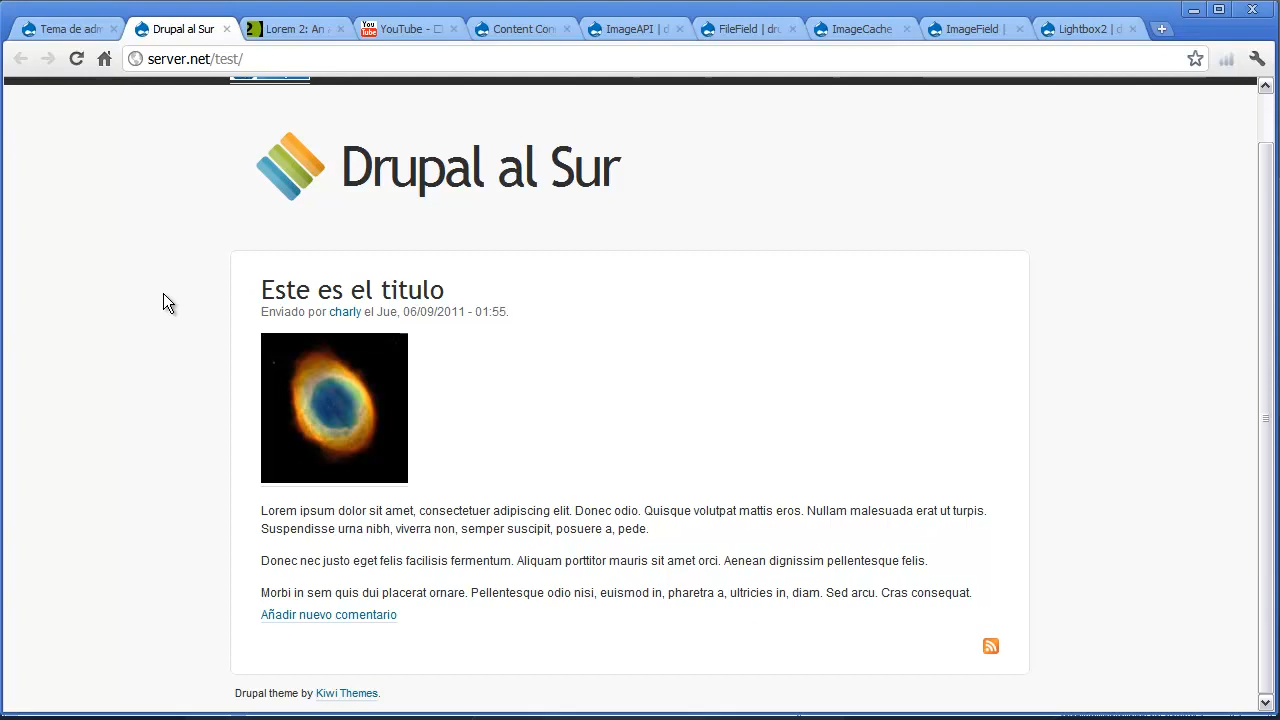 Tema de adm
Drupal al Sur
Lorem 2: An
YouTube -
Content Con
ImageAPI | d
FileField | dru
ImageCache
ImageField |
Lightbox2 | d
server.net/test/
Drupal al Sur
Este es el titulo
Enviado por charly el Jue, 06/09/2011 - 01:55.
Lorem ipsum dolor sit amet, consectetuer adipiscing elit. Donec odio. Quisque volutpat mattis eros. Nullam malesuada erat ut turpis.
Suspendisse urna nibh, viverra non, semper suscipit, posuere a, pede.
Donec nec justo eget felis facilisis fermentum. Aliquam porttitor mauris sit amet orci. Aenean dignissim pellentesque felis.
Morbi in sem quis dui placerat ornare. Pellentesque odio nisi, euismod in, pharetra a, ultricies in, diam. Sed arcu. Cras consequat.
Añadir nuevo comentario
Drupal theme by Kiwi Themes.